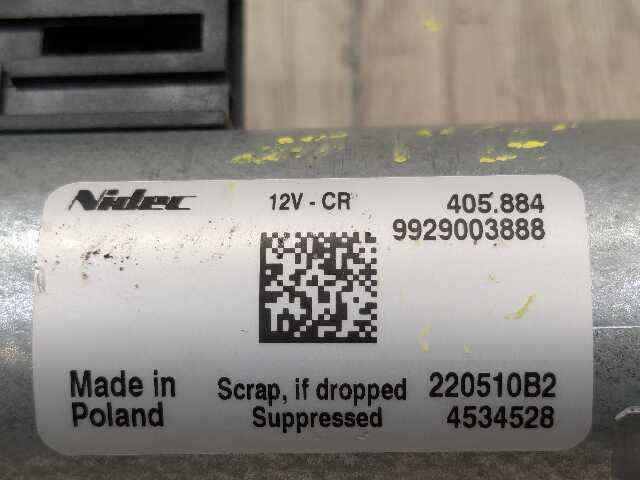 Nidec 12V - CR 405.884
9929003888
Made in Scrap, if dropped 220510B2
Poland Suppressed 4534528